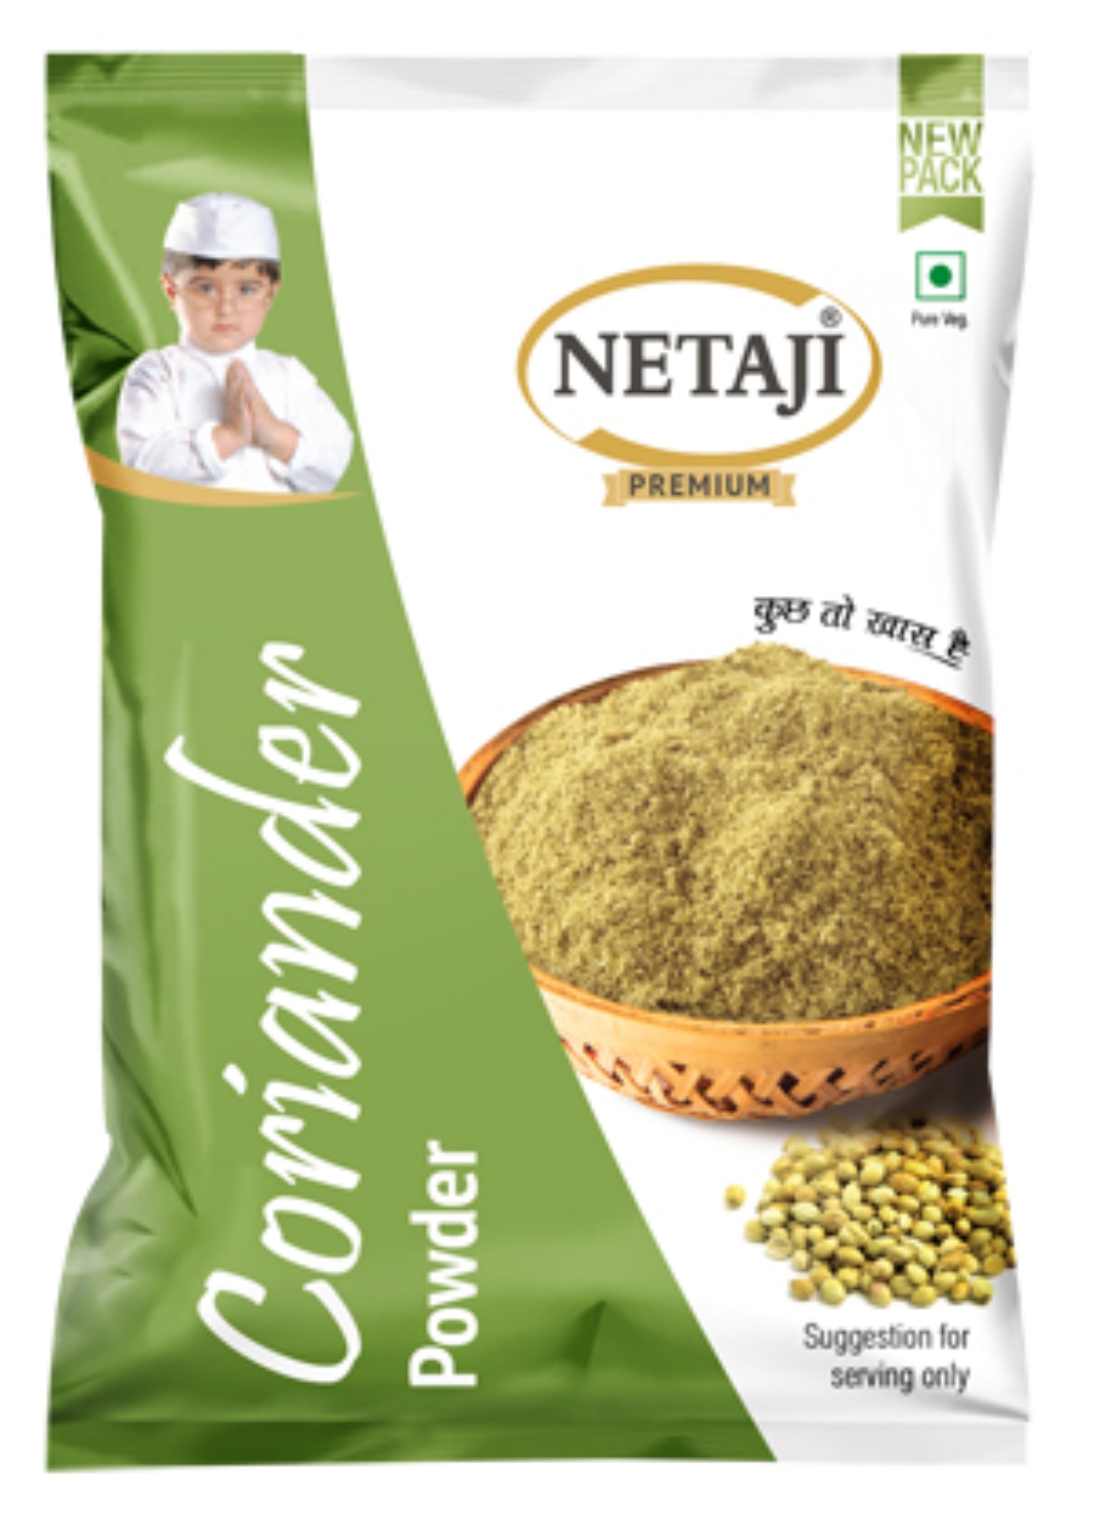 NEW
PACK
Pure Veg.
NETAJI®
PREMIUM
कुछ तो खास है
Coriander
Powder
Suggestion for
serving only